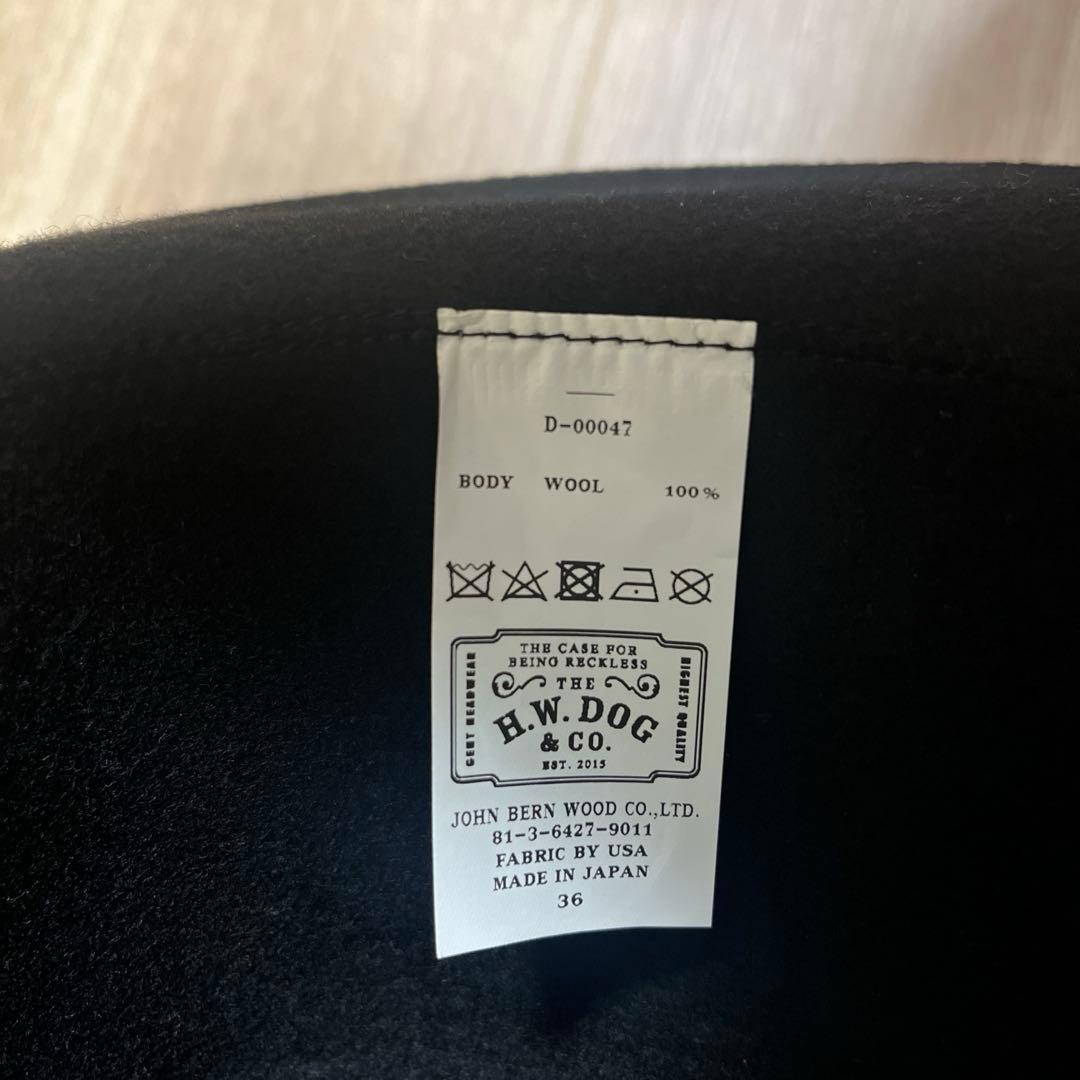 D-00047
BODY WOOL 100%
THE CASE FOR
BEING RECKLESS
GENT HEADWEAR
HIGHEST QUALITY
THE
H.W. DOG
& CO.
EST. 2015
JOHN BERN WOOD CO.,LTD.
81-3-6427-9011
FABRIC BY USA
MADE IN JAPAN
36